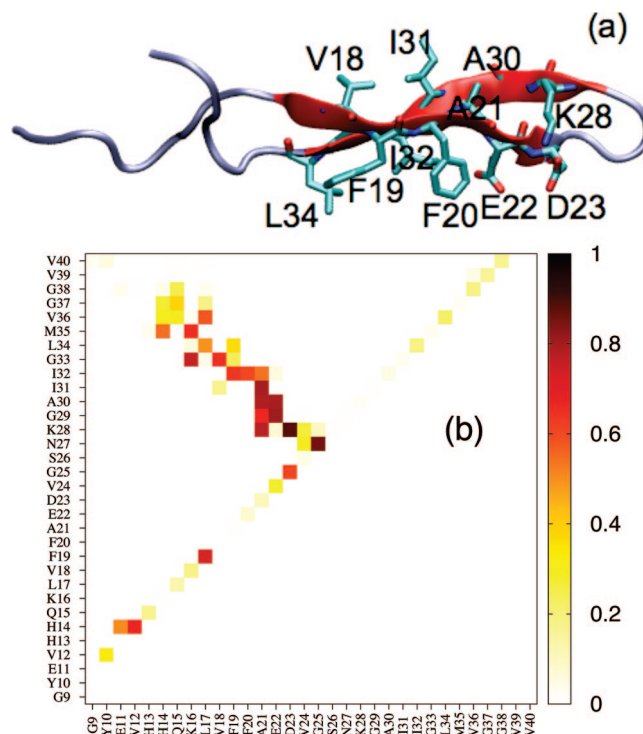 (a)
I31
A30
V18
A21
K28
I32
F19
L34
F20
E22
D23
(b)
V40
V39
G38
G37
V36
M35
L34
G33
I32
I31
A30
G29
K28
N27
S26
G25
V24
D23
E22
A21
F20
F19
V18
L17
K16
Q15
H14
H13
V12
E11
Y10
G9
G9
Y10
E11
V12
H13
H14
Q15
K16
L17
V18
F19
F20
A21
E22
D23
V24
G25
S26
N27
K28
G29
A30
I31
I32
G33
L34
M35
V36
G37
G38
V39
V40
1
0.8
0.6
0.4
0.2
0